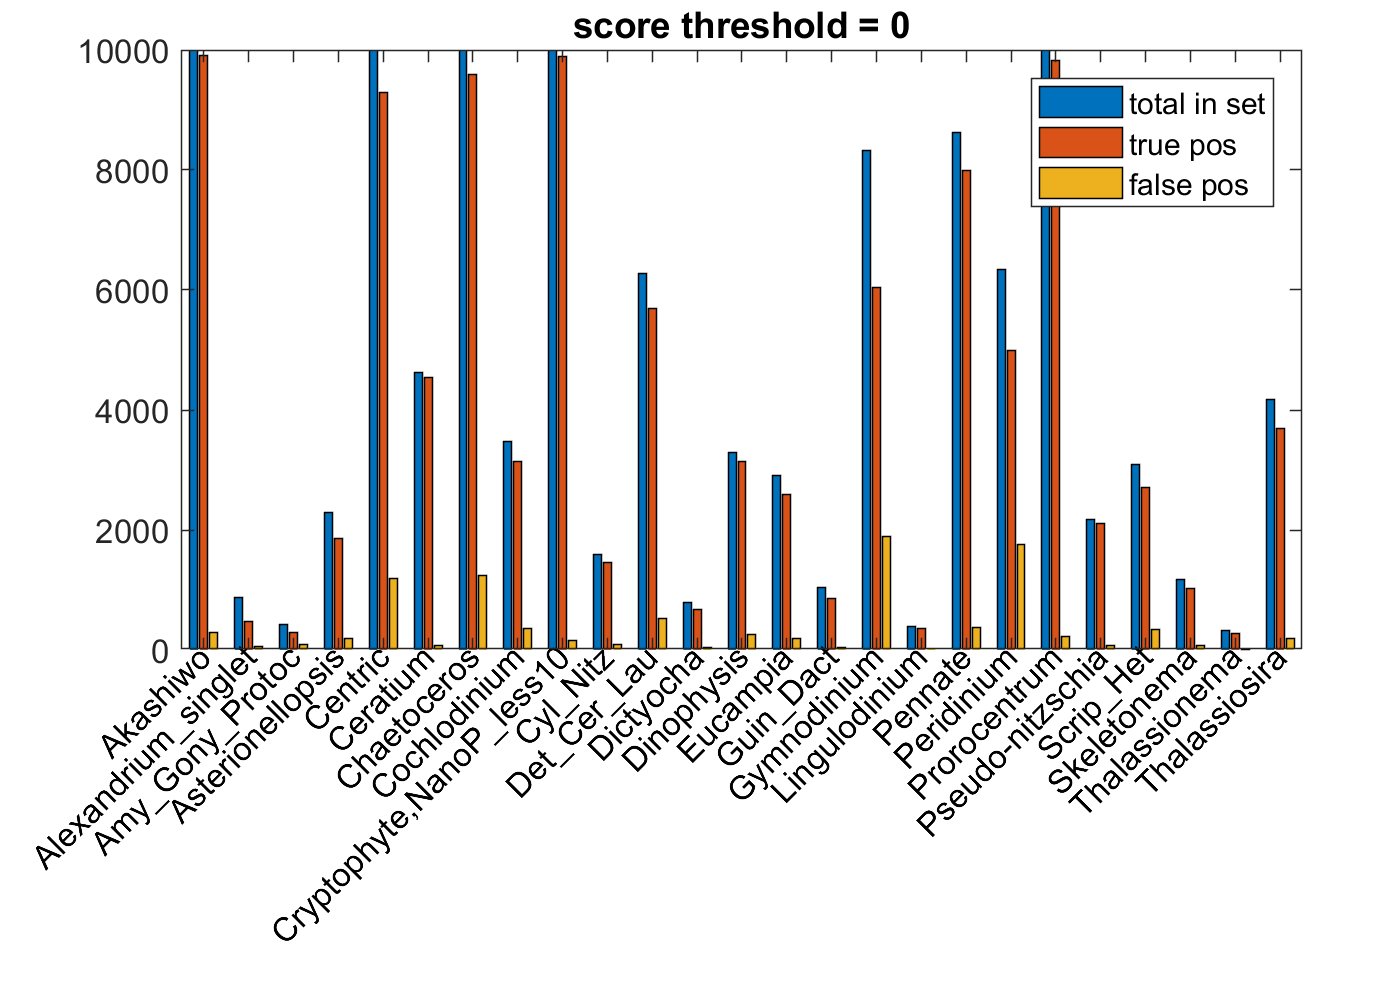 score threshold = 0
10000
8000
6000
4000
2000
0
total in set
true pos
false pos
Akashiwo
Alexandrium_singlet
Amy_Gony_Protoc
Asterionellopsis
Centric
Ceratium
Chaetoceros
Cochlodinium
Cryptophyte,NanoP_less10
_Cyl_Nitz
Det_Cer_Lau
Dictyocha
Dinophysis
Eucampia
Guin_Dact
Gymnodinium
Lingulodinium
Pennate
Peridinium
Prorocentrum
Pseudo-nitzschia
Scrip_Het
Skeletonema
Thalassionema
Thalassiosira